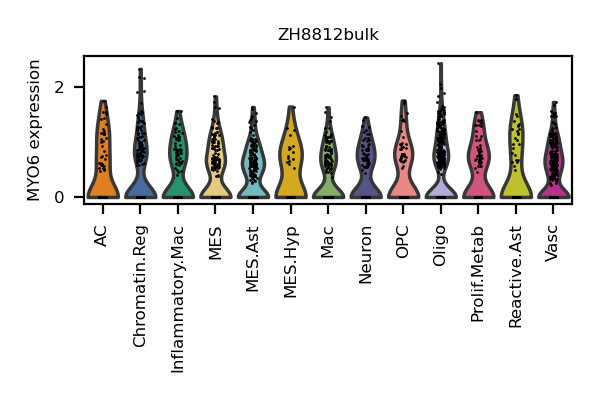 ZH8812bulk
MYO6 expression
2
0
AC
Chromatin.Reg
Inflammatory.Mac
MES
MES.Ast
MES.Hyp
Mac
Neuron
OPC
Oligo
Prolif.Metab
Reactive.Ast
Vasc